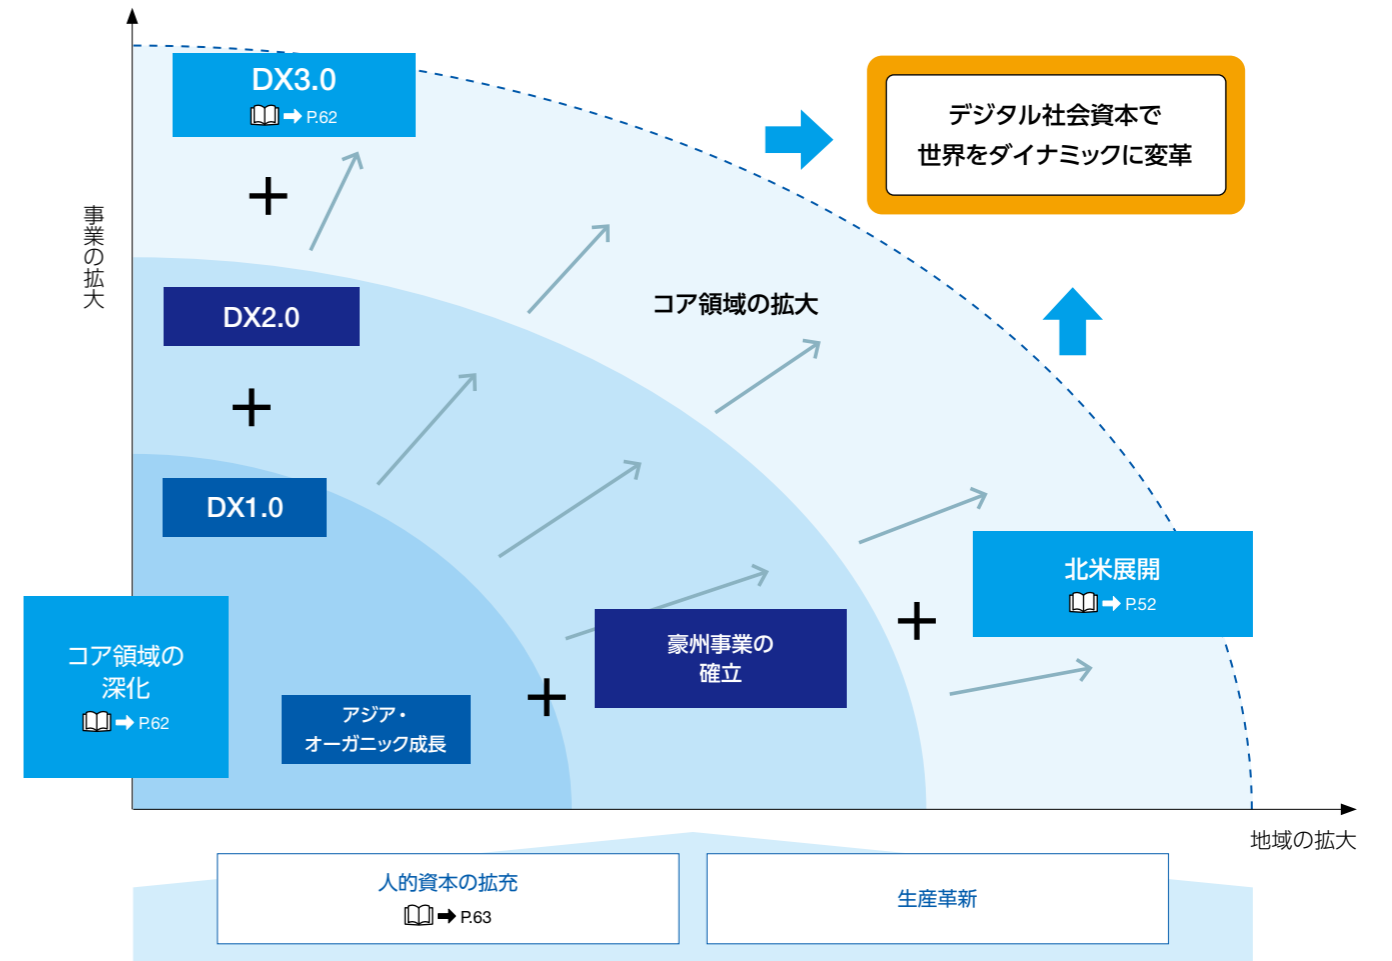 DX3.0
P.62
デジタル社会資本で
世界をダイナミックに変革
事業の拡大
DX2.0
コア領域の拡大
DX1.0
北米展開
P.52
コア領域の
深化
P.62
豪州事業の
確立
アジア・
オーガニック成長
地域の拡大
人的資本の拡充
P.63
生産革新